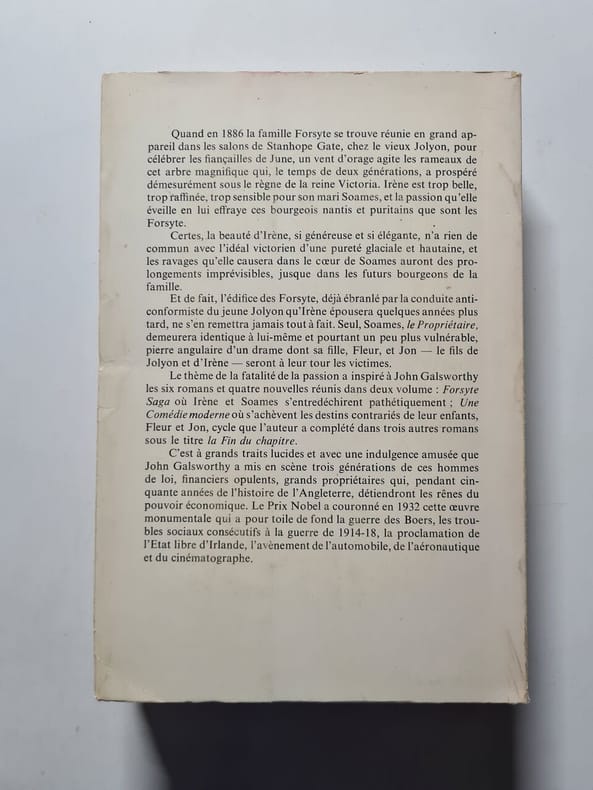 Quand en 1886 la famille Forsyte se trouve réunie en grand ap-
pareil dans les salons de Stanhope Gate, chez le vieux Jolyon, pour
célébrer les fiançailles de June, un vent d'orage agite les rameaux de
cet arbre magnifique qui, le temps de deux générations, a prospéré
démesurément sous le règne de la reine Victoria. Irène est trop belle,
trop raffinée, trop sensible pour son mari Soames, et la passion qu'elle
éveille en lui effraye ces bourgeois nantis et puritains que sont les
Forsyte.
Certes, la beauté d'Irène, si généreuse et si élégante, n'a rien de
commun avec l'idéal victorien d'une pureté glaciale et hautaine, et
les ravages qu'elle causera dans le cœur de Soames auront des pro-
longements imprévisibles, jusque dans les futurs bourgeons de la
famille.
Et de fait, l'édifice des Forsyte, déjà ébranlé par la conduite anti-
conformiste du jeune Jolyon qu'Irène épousera quelques années plus
tard, ne s'en remettra jamais tout à fait. Seul, Soames, le Propriétaire,
demeurera identique à lui-même et pourtant un peu plus vulnérable,
pierre angulaire d'un drame dont sa fille, Fleur, et Jon — le fils de
Jolyon et d'Irène — seront à leur tour les victimes.
Le thème de la fatalité de la passion a inspiré à John Galsworthy
les six romans et quatre nouvelles réunis dans deux volume : Forsyte
Saga où Irène et Soames s'entredéchirent pathétiquement ; Une
Comédie moderne où s'achèvent les destins contrariés de leur enfants,
Fleur et Jon, cycle que l'auteur a complété dans trois autres romans
sous le titre la Fin du chapitre.
C'est à grands traits lucides et avec une indulgence amusée que
John Galsworthy a mis en scène trois générations de ces hommes
de loi, financiers opulents, grands propriétaires qui, pendant cin-
quante années de l'histoire de l'Angleterre, détiendront les rênes du
pouvoir économique. Le Prix Nobel a couronné en 1932 cette œuvre
monumentale qui a pour toile de fond la guerre des Boers, les trou-
bles sociaux consécutifs à la guerre de 1914-18, la proclamation de
l'Etat libre d'Irlande, l'avènement de l'automobile, de l'aéronautique
et du cinématographe.